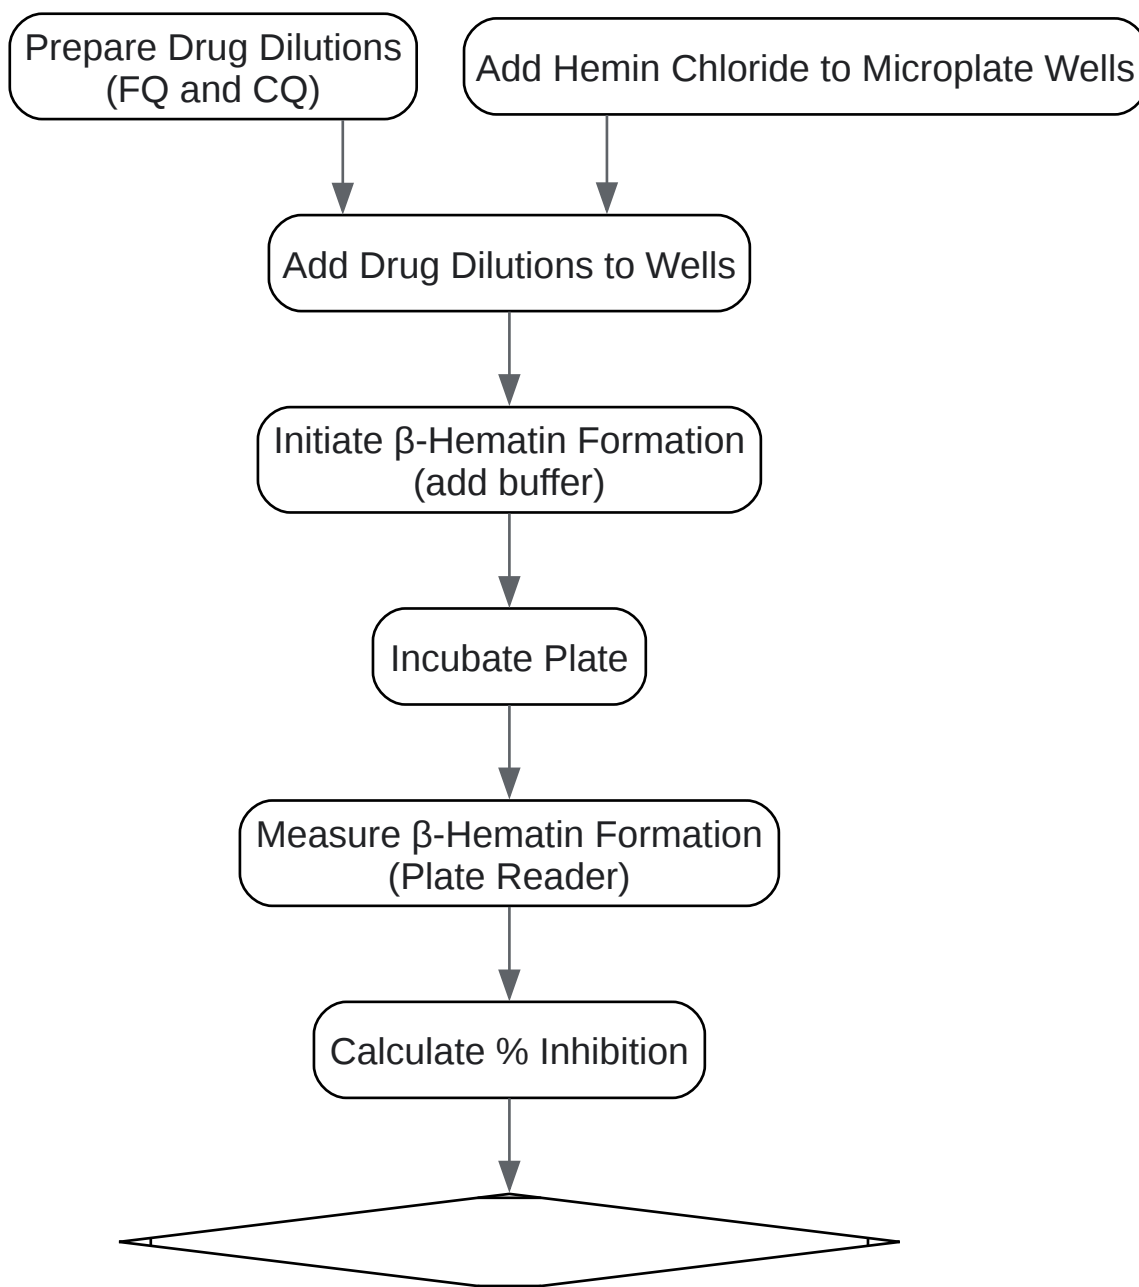 Prepare Drug Dilutions
(FQ and CQ)
Add Hemin Chloride to Microplate Wells
Add Drug Dilutions to Wells
Initiate β-Hematin Formation
(add buffer)
Incubate Plate
Measure β-Hematin Formation
(Plate Reader)
Calculate % Inhibition